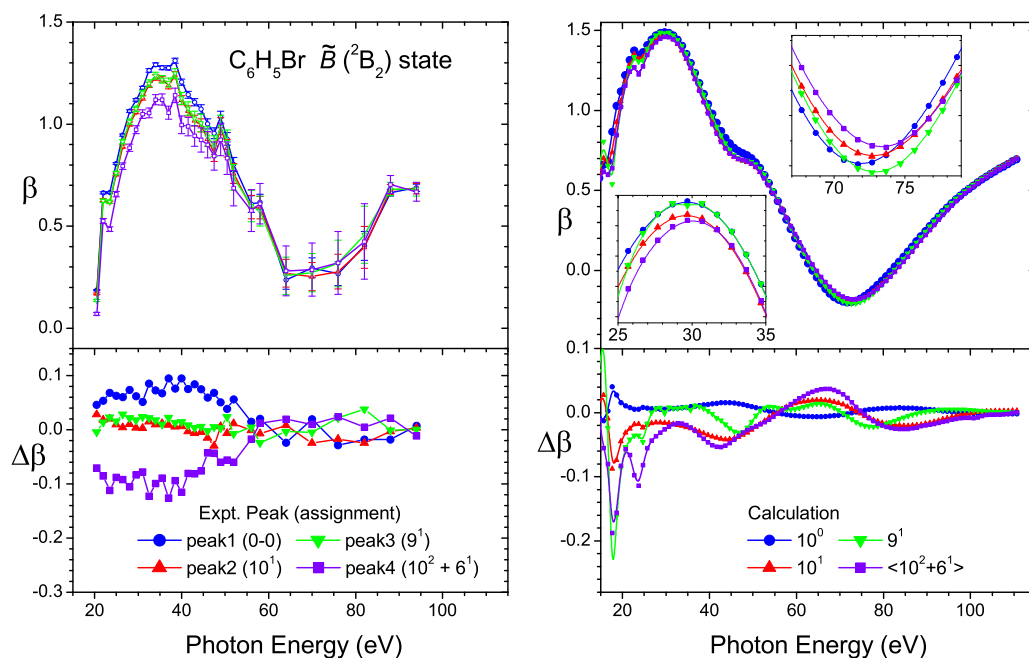 C₆H₅Br B̃ (²B₂) state
β
1.5
1.0
0.5
0.0
Δβ
0.1
0.0
-0.1
-0.2
-0.3
Expt. Peak (assignment)
peak1 (0-0)
peak3 (9¹)
peak2 (10¹)
peak4 (10² + 6¹)
20 40 60 80 100
Photon Energy (eV)
β
1.5
1.0
0.5
0.0
70 75
25 30 35
Δβ
0.1
0.0
-0.1
-0.2
Calculation
10⁰
9¹
10¹
<10²+6¹>
20 40 60 80 100
Photon Energy (eV)